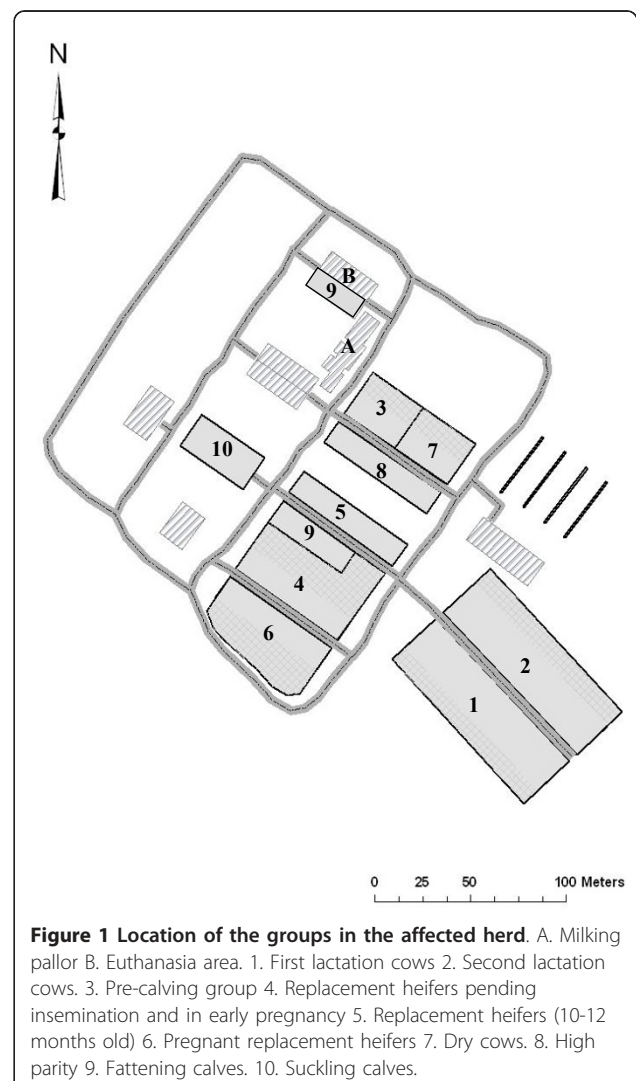 N
B
9
A
3
7
10
8
5
9
4
6
2
1
0 25 50 100 Meters
Figure 1 Location of the groups in the affected herd. A. Milking
pallor B. Euthanasia area. 1. First lactation cows 2. Second lactation
cows. 3. Pre-calving group 4. Replacement heifers pending
insemination and in early pregnancy 5. Replacement heifers (10-12
months old) 6. Pregnant replacement heifers 7. Dry cows. 8. High
parity 9. Fattening calves. 10. Suckling calves.